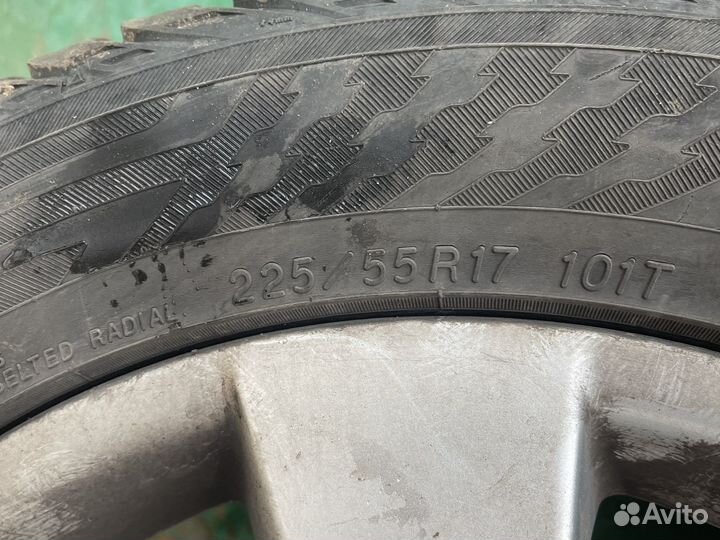 225/55R17 101T
BELTED RADIAL
Avito